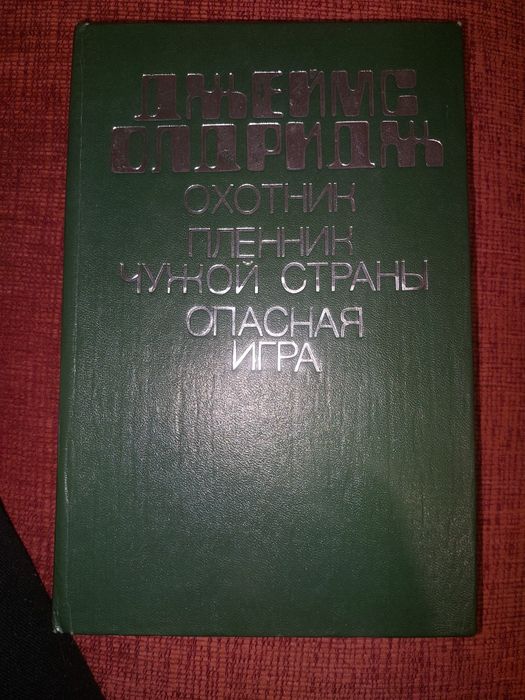 ДЖЕЙМС
ОЛДРИДЖ
ОХОТНИК
ПЛЕННИК
ЧУЖОЙ СТРАНЫ
ОПАСНАЯ
ИГРА